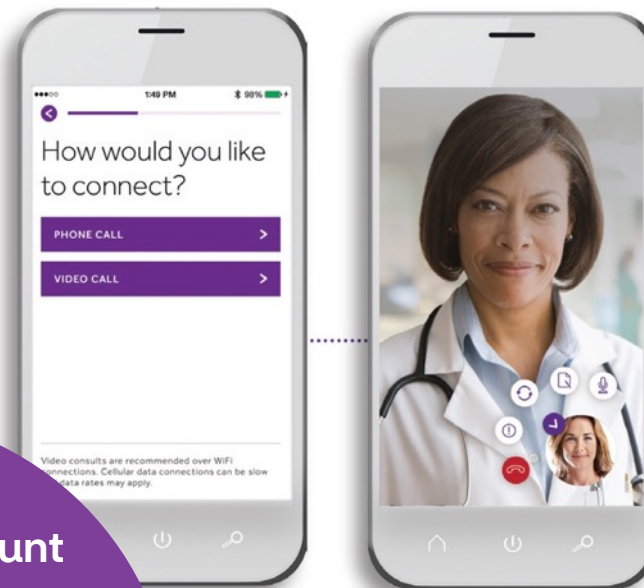 1:49 PM
98%
How would you like
to connect?
PHONE CALL
VIDEO CALL
Video consults are recommended over WiFi
connections. Cellular data connections can be slow
data rates may apply.
unt